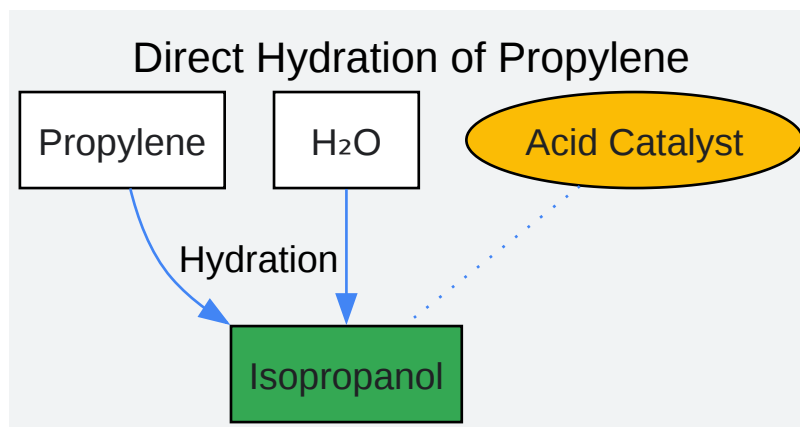 Direct Hydration of Propylene
Propylene
H₂O
Acid Catalyst
Hydration
Isopropanol